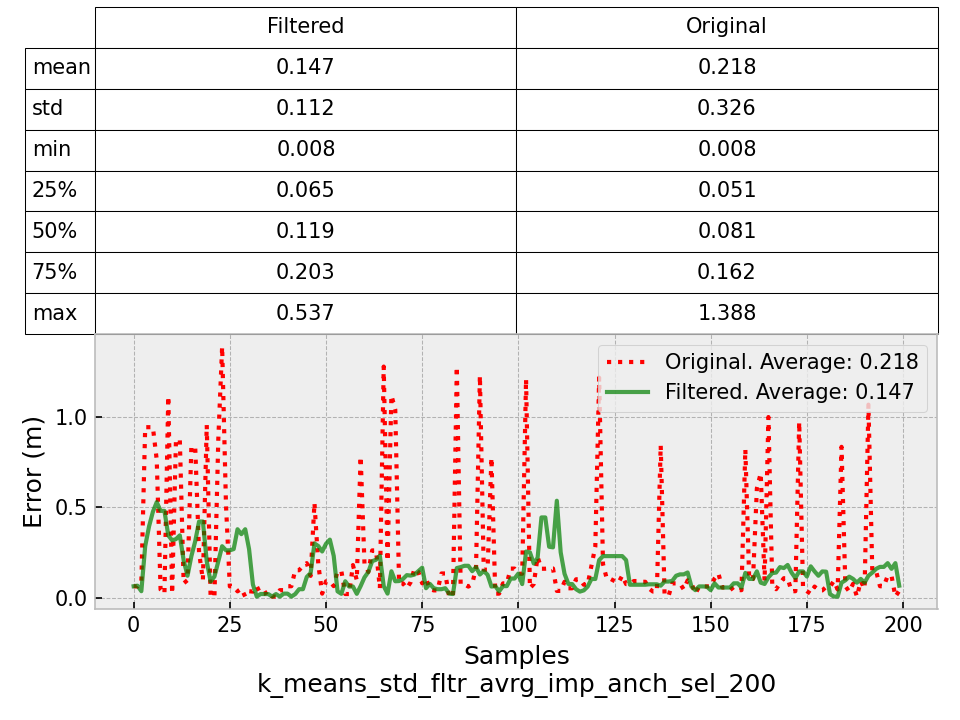 Filtered Original
mean 0.147 0.218
std 0.112 0.326
min 0.008 0.008
25% 0.065 0.051
50% 0.119 0.081
75% 0.203 0.162
max 0.537 1.388
Original. Average: 0.218
Filtered. Average: 0.147
1.0
0.5
0.0
Error (m)
0 25 50 75 100 125 150 175 200
Samples
k_means_std_fltr_avrg_imp_anch_sel_200